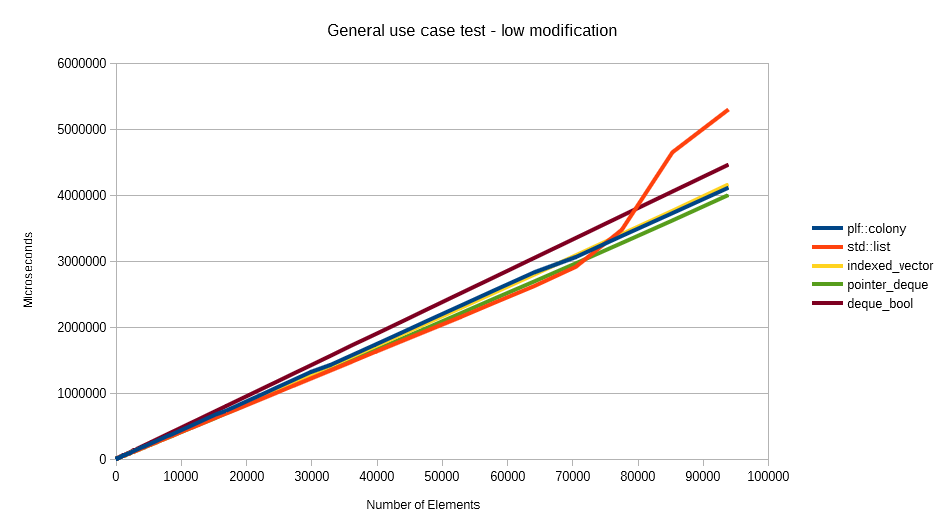 General use case test - low modification
6000000
5000000
4000000
3000000
2000000
1000000
0
Microseconds
0 10000 20000 30000 40000 50000 60000 70000 80000 90000 100000
Number of Elements
plf::colony
std::list
indexed_vector
pointer_deque
deque_bool